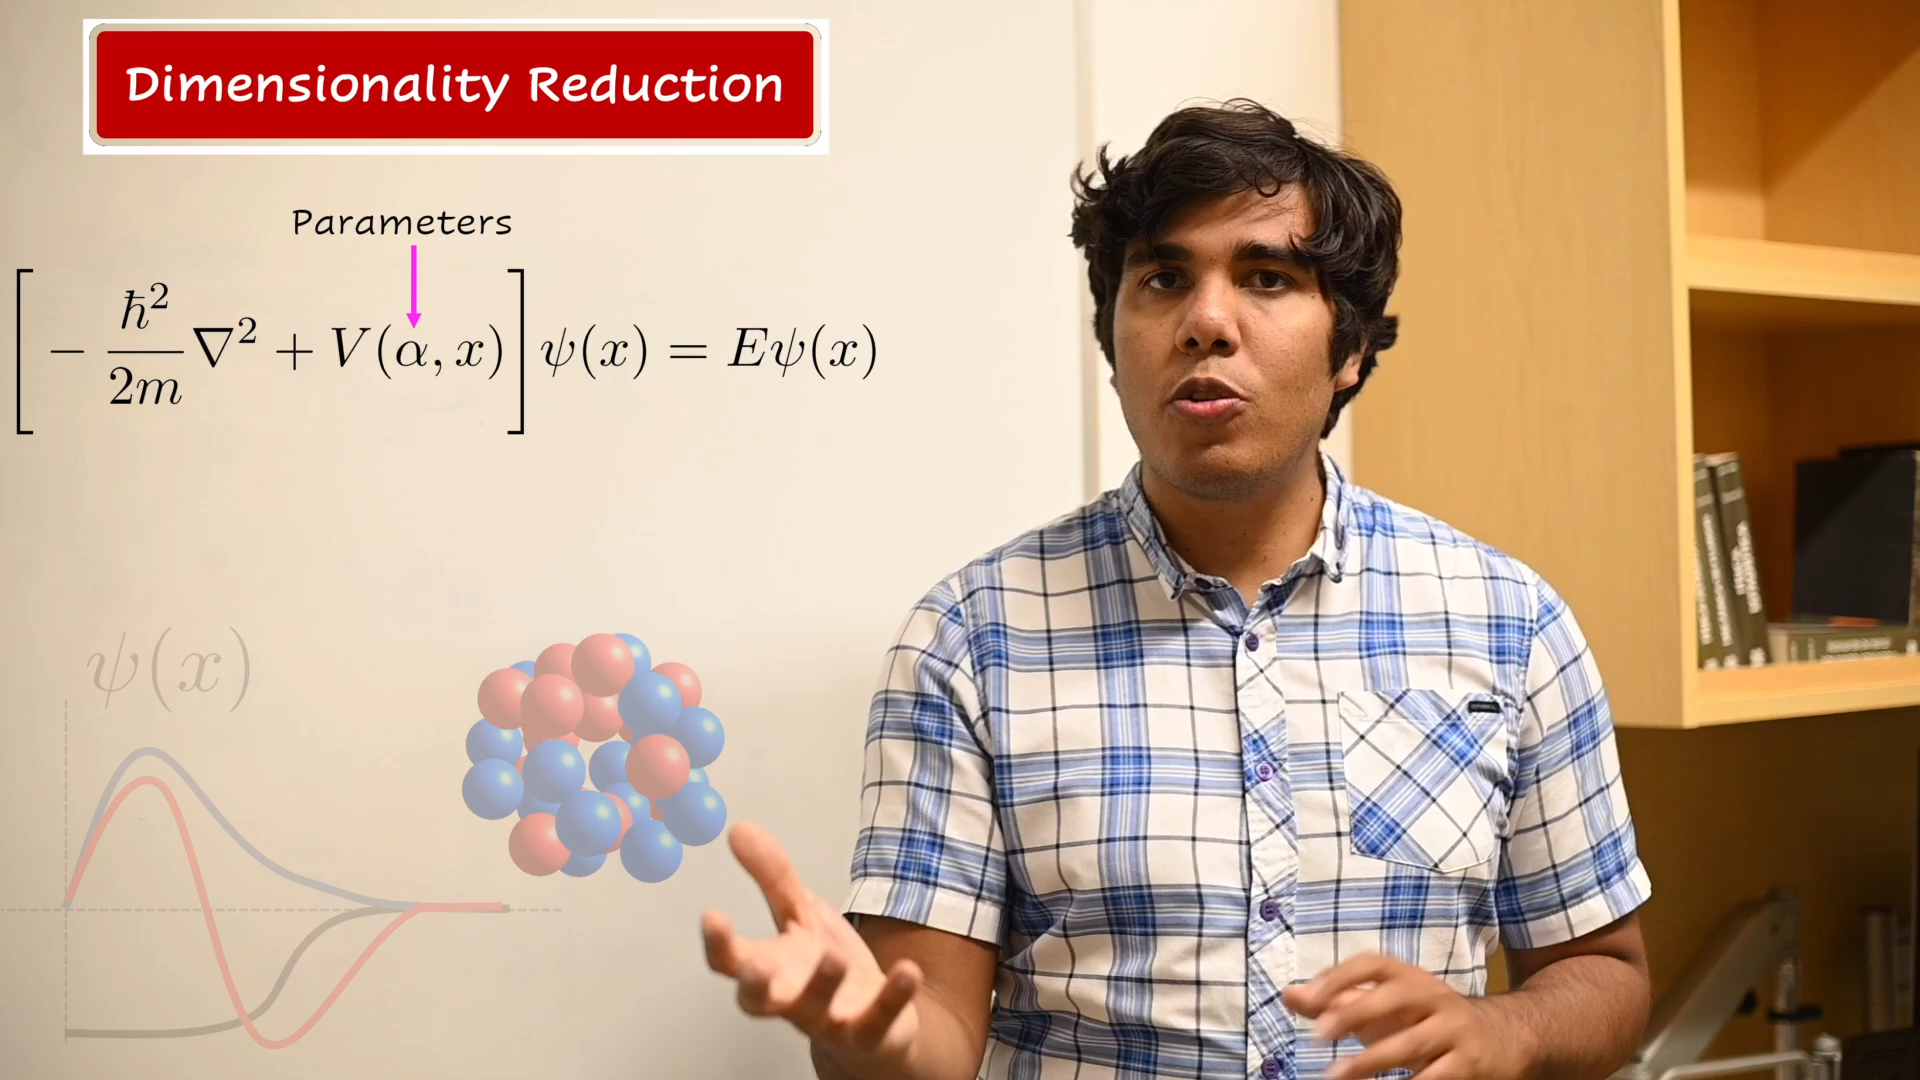 Dimensionality Reduction
Parameters
[ - ℏ²/2m ∇² + V(α, x) ] ψ(x) = Eψ(x)
ψ(x)